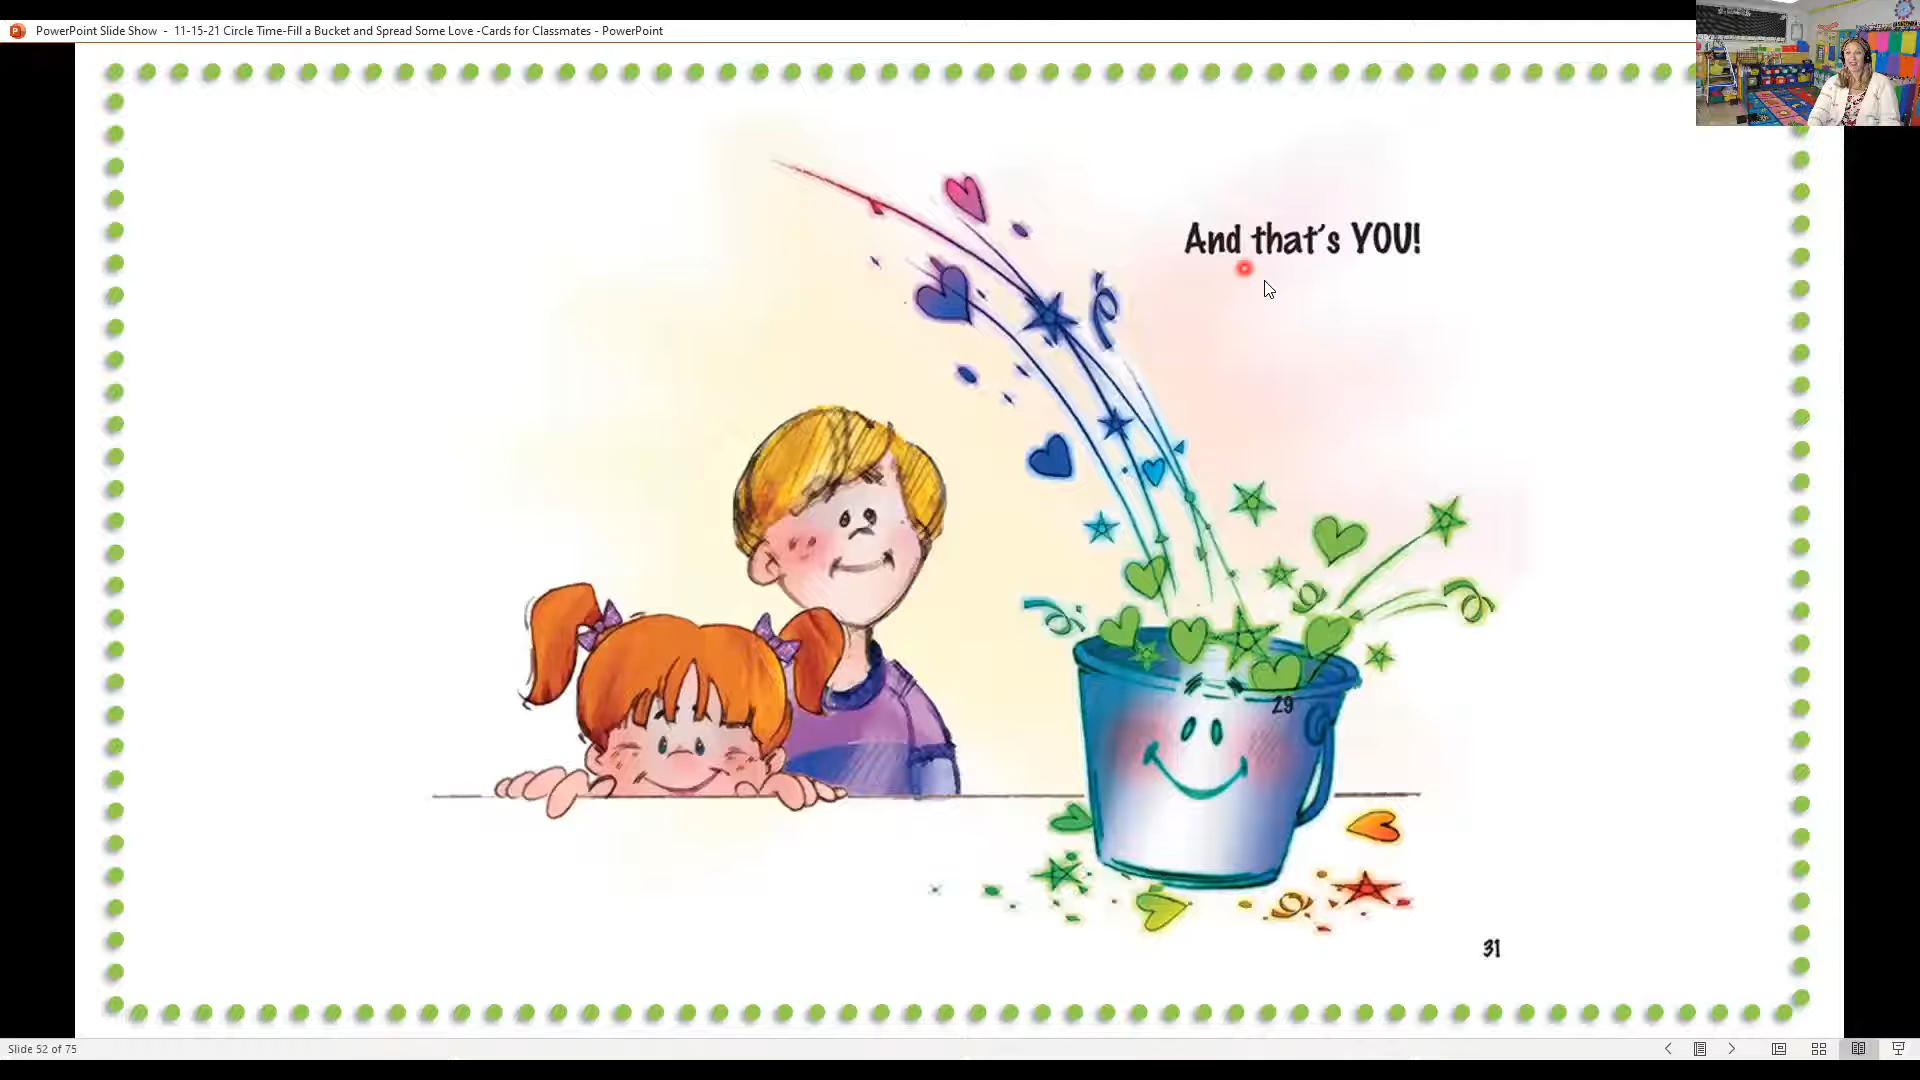 PowerPoint Slide Show - 11-15-21 Circle Time-Fill a Bucket and Spread Some Love -Cards for Classmates - PowerPoint
And that's YOU!
29
31
Slide 52 of 75